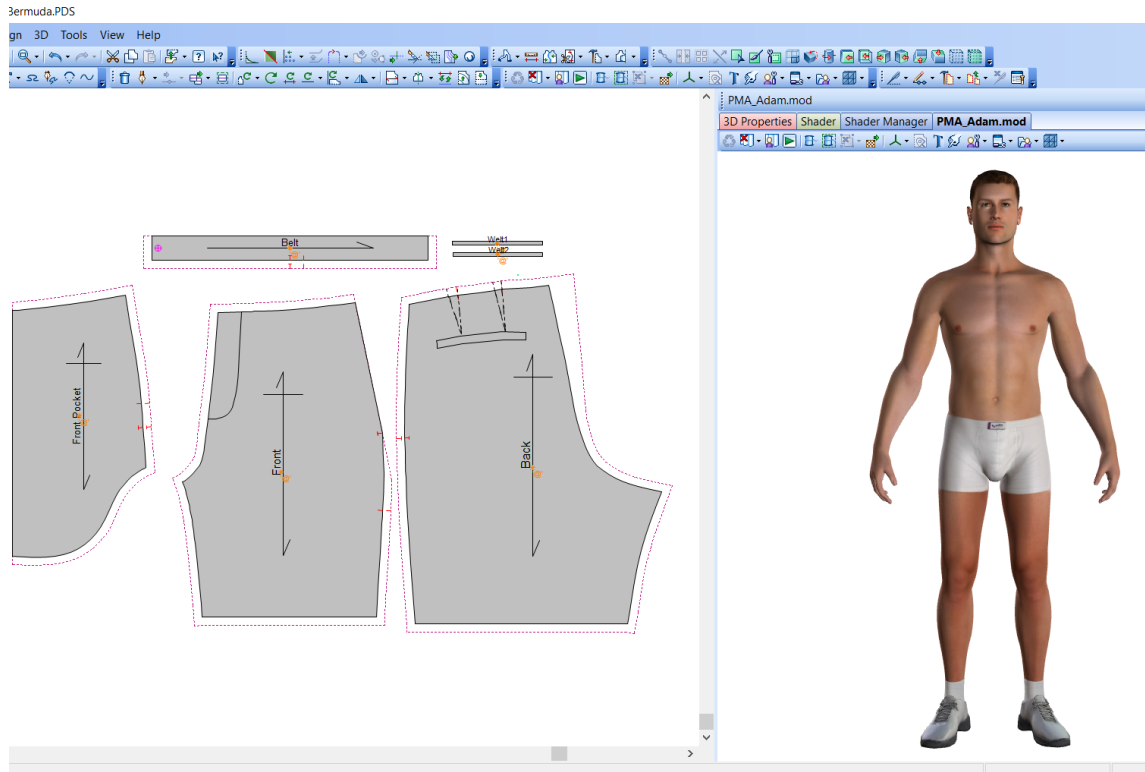 Bermuda.PDS
gn 3D Tools View Help
PMA_Adam.mod
3D Properties Shader Shader Manager PMA_Adam.mod
Belt
Welt1
Welt2
Front Pocket
Front
Back